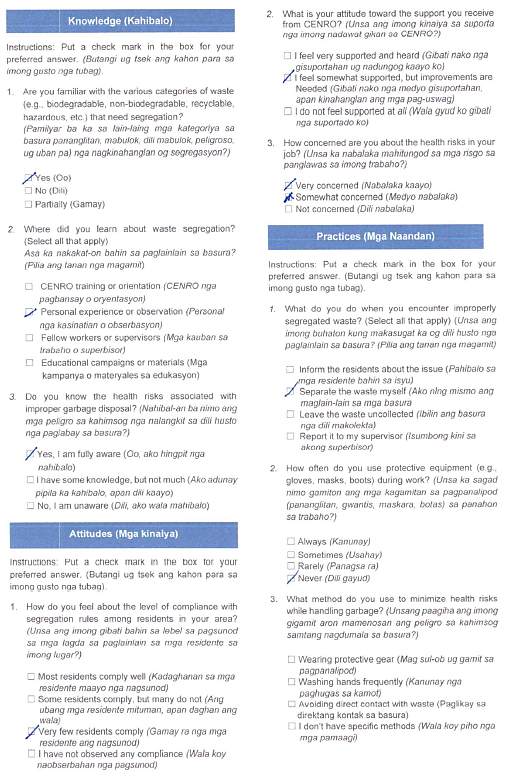 Knowledge (Kahibalo)
Instructions: Put a check mark in the box for your
preferred answer. (Butangi ug tsek ang kahon para sa
imong gusto nga tubag).
1. Are you familiar with the various categories of waste
(e.g., biodegradable, non-biodegradable, recyclable,
hazardous, etc.) that need segregation?
(Pamilyar ba ka sa lain-laing mga kategoriya sa
basura pananglitan, mabulok, dili mabulok, peligroso,
ug uban pa) nga nagkinahanglan og segregasyon?)
☑ Yes (Oo)
☐ No (Dili)
☐ Partially (Gamay)
2. Where did you learn about waste segregation?
(Select all that apply)
Asa ka nakakat-on bahin sa paglainlain sa basura?
(Pilia ang tanan nga magamit)
☐ CENRO training or orientation (CENRO nga
pagbansay o oryentasyon)
☑ Personal experience or observation (Personal
nga kasinatian o obserbasyon)
☐ Fellow workers or supervisors (Mga kauban sa
trabaho o superbisor)
☐ Educational campaigns or materials (Mga
kampanya o materyales sa edukasyon)
3. Do you know the health risks associated with
improper garbage disposal? (Nahibal-an ba nimo ang
mga peligro sa kahimsog nga nalangkit sa dili husto
nga paglabay sa basura?)
☑ Yes, I am fully aware (Oo, ako hingpit nga
nahibalo)
☐ I have some knowledge, but not much (Ako adunay
pipila ka kahibalo, apan dili kaayo)
☐ No, I am unaware (Dili, ako wala mahibalo)
Attitudes (Mga kinaiya)
Instructions: Put a check mark in the box for your
preferred answer. (Butangi ug tsek ang kahon para sa
imong gusto nga tubag).
1. How do you feel about the level of compliance with
segregation rules among residents in your area?
(Unsa ang imong gibati bahin sa lebel sa pagsunod
sa mga lagda sa paglainlain sa mga residente sa
imong lugar?)
☐ Most residents comply well (Kadaghanan sa mga
residente maayo nga nagsunod)
☐ Some residents comply, but many do not (Ang
ubang mga residente mituman, apan daghan ang
wala)
☑ Very few residents comply (Gamay ra nga mga
residente ang nagsunod)
☐ I have not observed any compliance (Wala koy
naobserbahan nga pagsunod)
2. What is your attitude toward the support you receive
from CENRO? (Unsa ang imong kinaiya sa suporta
nga imong nadawat gikan sa CENRO?)
☐ I feel very supported and heard (Gibati nako nga
gisuportahan ug nadungog kaayo ko)
☑ I feel somewhat supported, but improvements are
Needed (Gibati nako nga medyo gisuportahan,
apan kinahanglan ang mga pag-uswag)
☐ I do not feel supported at all (Wala gyud ko gibati
nga suportado ko)
3. How concerned are you about the health risks in your
job? (Unsa ka nabalaka mahitungod sa mga risgo sa
panglawas sa imong trabaho?)
☑ Very concerned (Nabalaka kaayo)
☒ Somewhat concerned (Medyo nabalaka)
☐ Not concerned (Dili nabalaka)
Practices (Mga Naandan)
Instructions: Put a check mark in the box for your
preferred answer. (Butangi ug tsek ang kahon para sa
imong gusto nga tubag).
1. What do you do when you encounter improperly
segregated waste? (Select all that apply) (Unsa ang
imong buhaton kung makasugat ka og dili husto nga
paglainlain sa basura? (Pilia ang tanan nga magamit)
☐ Inform the residents about the issue (Pahibalo sa
mga residente bahin sa isyu)
☑ Separate the waste myself (Ako ning mismo ang
maglain-lain sa mga basura
☐ Leave the waste uncollected (Ibilin ang basura
nga dili makolekta)
☐ Report it to my supervisor (Isumbong kini sa
akong superbisor)
2. How often do you use protective equipment (e.g.,
gloves, masks, boots) during work? (Unsa ka sagad
nimo gamiton ang mga kagamitan sa pagpanalipod
(pananglitan, gwantis, maskara, botas) sa panahon
sa trabaho?)
☐ Always (Kanunay)
☐ Sometimes (Usahay)
☐ Rarely (Panagsa ra)
☑ Never (Dili gayud)
3. What method do you use to minimize health risks
while handling garbage? (Unsang paagiha ang imong
gigamit aron mamenosan ang peligro sa kahimsog
samtang nagdumala sa basura?)
☐ Wearing protective gear (Mag sul-ob ug gamit sa
pagpanalipod)
☐ Washing hands frequently (Kanunay nga
paghugas sa kamot)
☐ Avoiding direct contact with waste (Paglikay sa
direktang kontak sa basura)
☐ I don't have specific methods (Wala koy piho nga
mga pamaagi)